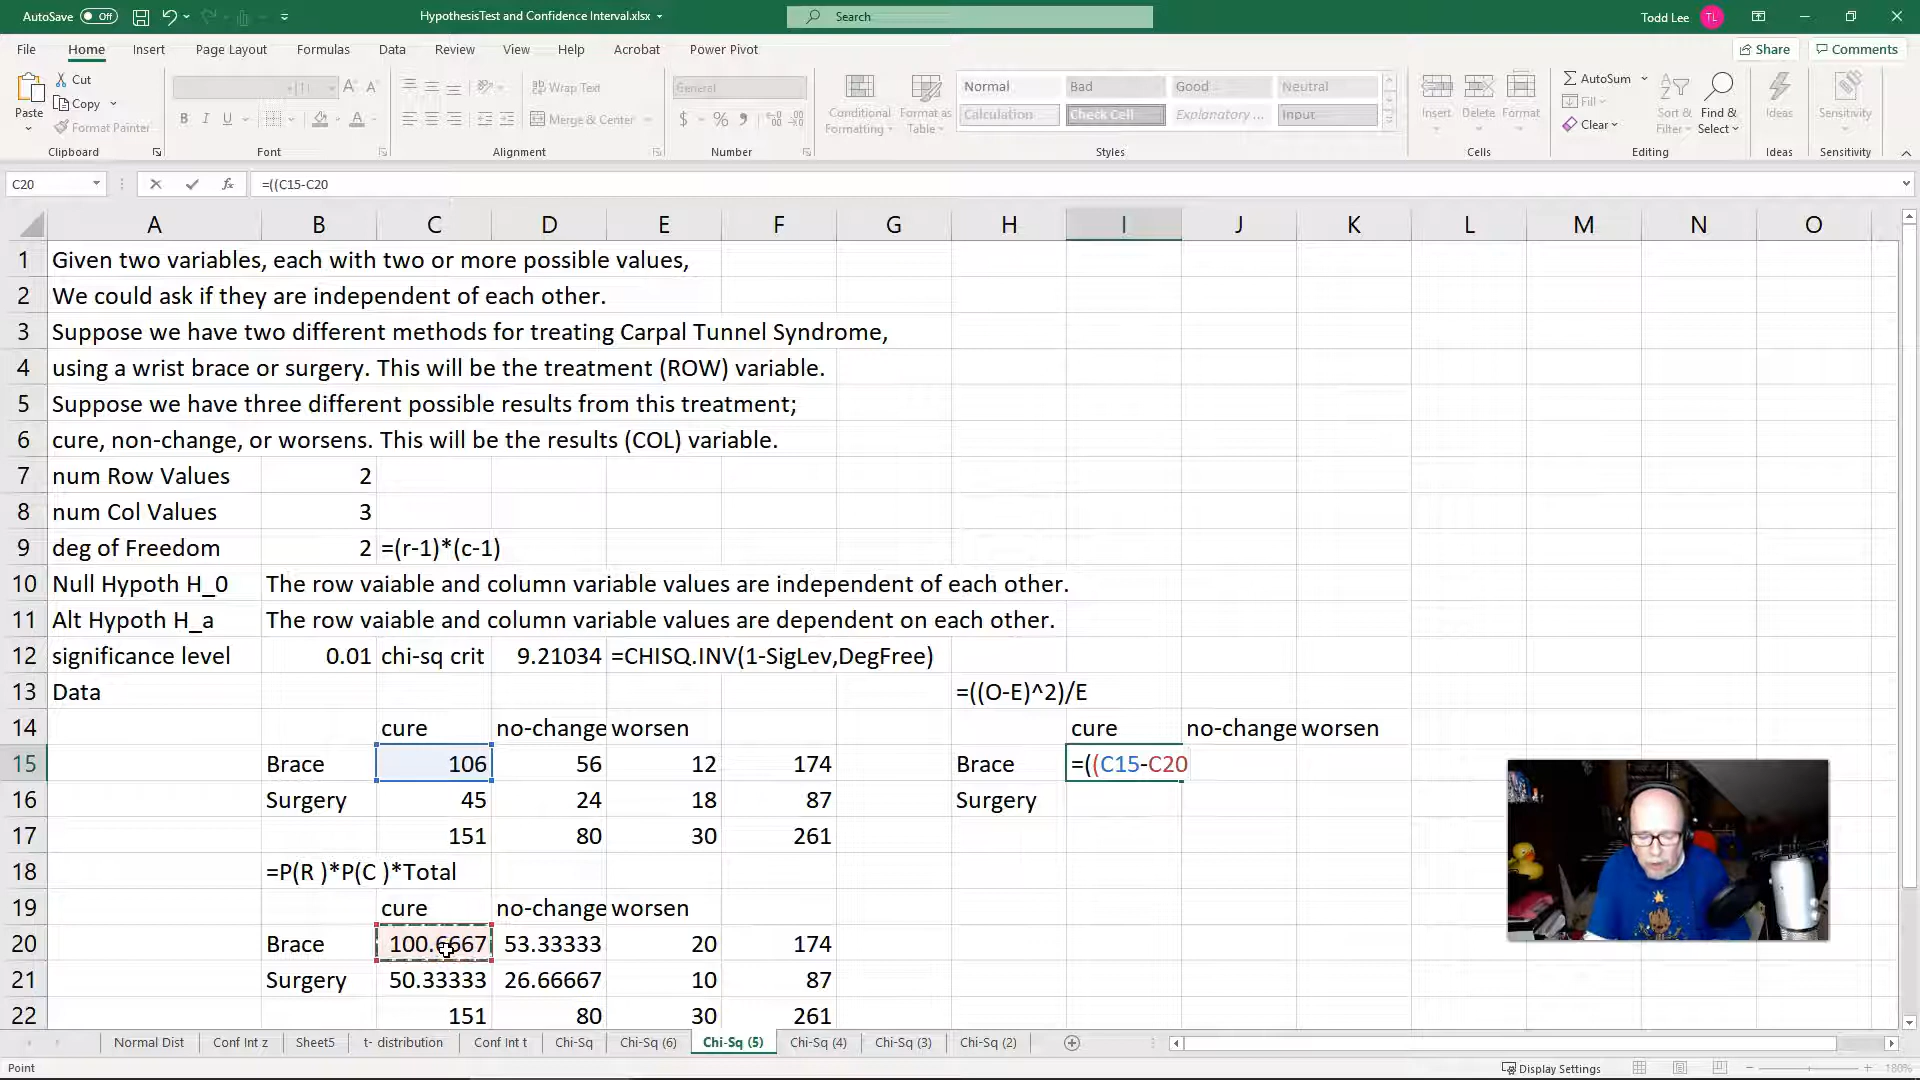 AutoSave Off HypothesisTest and Confidence Interval.xlsx Search Todd Lee TL
File Home Insert Page Layout Formulas Data Review View Help Acrobat Power Pivot Share Comments
Paste Cut Copy Format Painter
Wrap Text Merge & Center
General
Conditional Formatting Format as Table
Normal Bad Good Neutral
Calculation Check Cell Explanatory ... Input
Insert Delete Format
AutoSum Fill Clear
Sort & Filter Find & Select Ideas Sensitivity
Clipboard Font Alignment Number Styles Cells Editing Ideas Sensitivity
C20 =((C15-C20
A B C D E F G H I J K L M N O
1 Given two variables, each with two or more possible values,
2 We could ask if they are independent of each other.
3 Suppose we have two different methods for treating Carpal Tunnel Syndrome,
4 using a wrist brace or surgery. This will be the treatment (ROW) variable.
5 Suppose we have three different possible results from this treatment;
6 cure, non-change, or worsens. This will be the results (COL) variable.
7 num Row Values 2
8 num Col Values 3
9 deg of Freedom 2 =(r-1)*(c-1)
10 Null Hypoth H_0 The row vaiable and column variable values are independent of each other.
11 Alt Hypoth H_a The row vaiable and column variable values are dependent on each other.
12 significance level 0.01 chi-sq crit 9.21034 =CHISQ.INV(1-SigLev,DegFree)
13 Data =((O-E)^2)/E
14 cure no-change worsen cure no-change worsen
15 Brace 106 56 12 174 Brace =((C15-C20
16 Surgery 45 24 18 87 Surgery
17 151 80 30 261
18 =P(R )*P(C )*Total
19 cure no-change worsen
20 Brace 100.6667 53.33333 20 174
21 Surgery 50.33333 26.66667 10 87
22 151 80 30 261
Normal Dist Conf Int z Sheet5 t- distribution Conf Int t Chi-Sq Chi-Sq (6) Chi-Sq (5) Chi-Sq (4) Chi-Sq (3) Chi-Sq (2)
Point Display Settings 180%